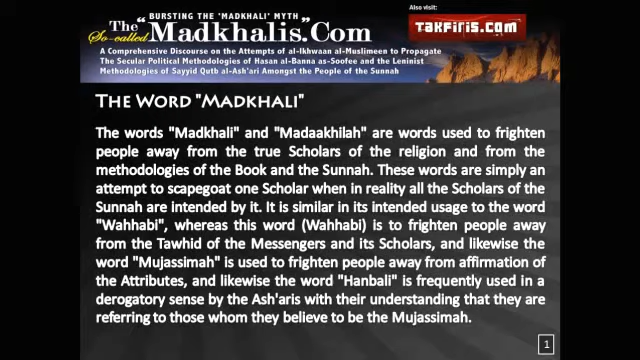 BURSTING THE "MADKHALI" MYTH
Also visit:
The So-called "Madkhalis.Com"
TAKFIRIS.COM
A Comprehensive Discourse on the Attempts of al-Ikhwaan al-Muslimeen to Propagate
The Secular Political Methodologies of Hasan al-Banna as-Soofee and the Leninist
Methodologies of Sayyid Qutb al-Ash'ari Amongst the People of the Sunnah
THE WORD "MADKHALI"
The words "Madkhali" and "Madaakhilah" are words used to frighten
people away from the true Scholars of the religion and from the
methodologies of the Book and the Sunnah. These words are simply an
attempt to scapegoat one Scholar when in reality all the Scholars of the
Sunnah are intended by it. It is similar in its intended usage to the word
"Wahhabi", whereas this word (Wahhabi) is to frighten people away
from the Tawhid of the Messengers and its Scholars, and likewise the
word "Mujassimah" is used to frighten people away from affirmation of
the Attributes, and likewise the word "Hanbali" is frequently used in a
derogatory sense by the Ash'aris with their understanding that they are
referring to those whom they believe to be the Mujassimah.
1